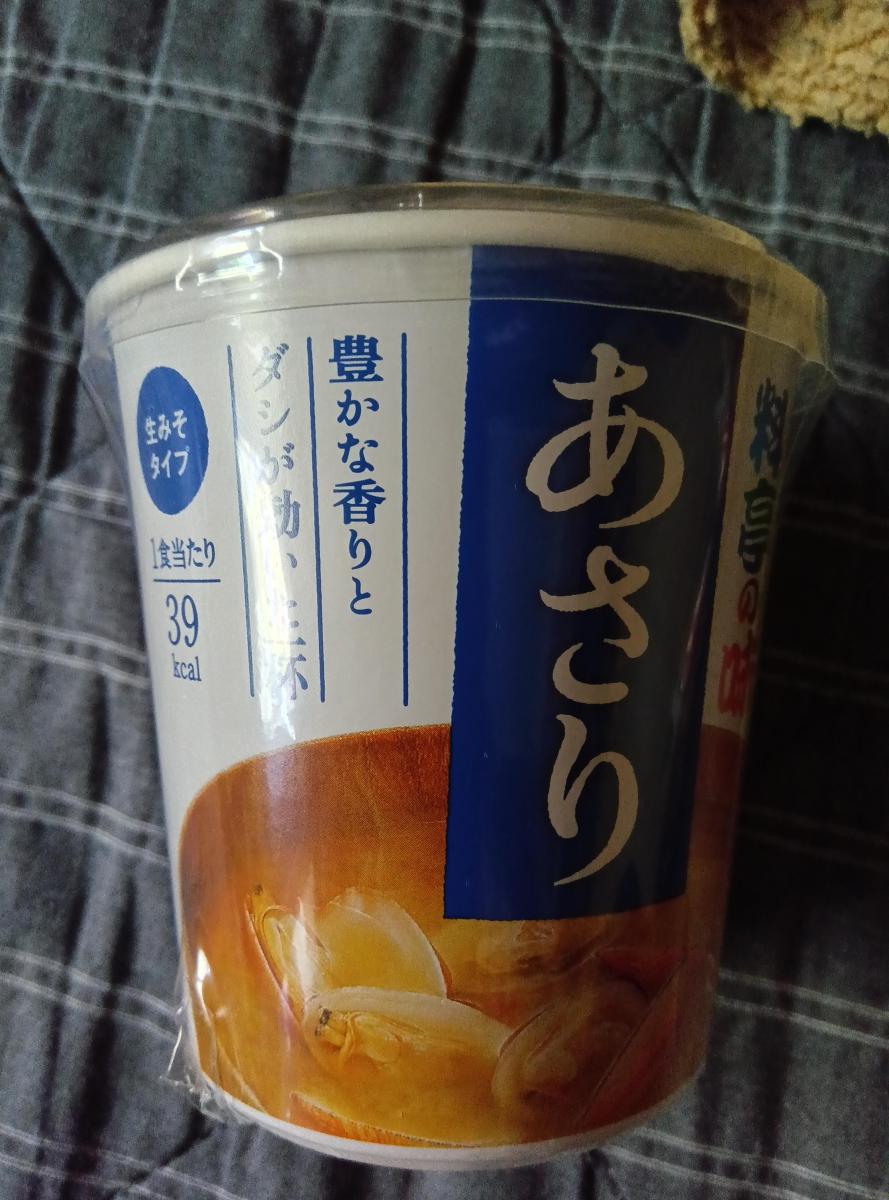 料亭の味
あさり
豊かな香りと
ダシが効いた一杯
生みそ
タイプ
1食当たり
39
kcal